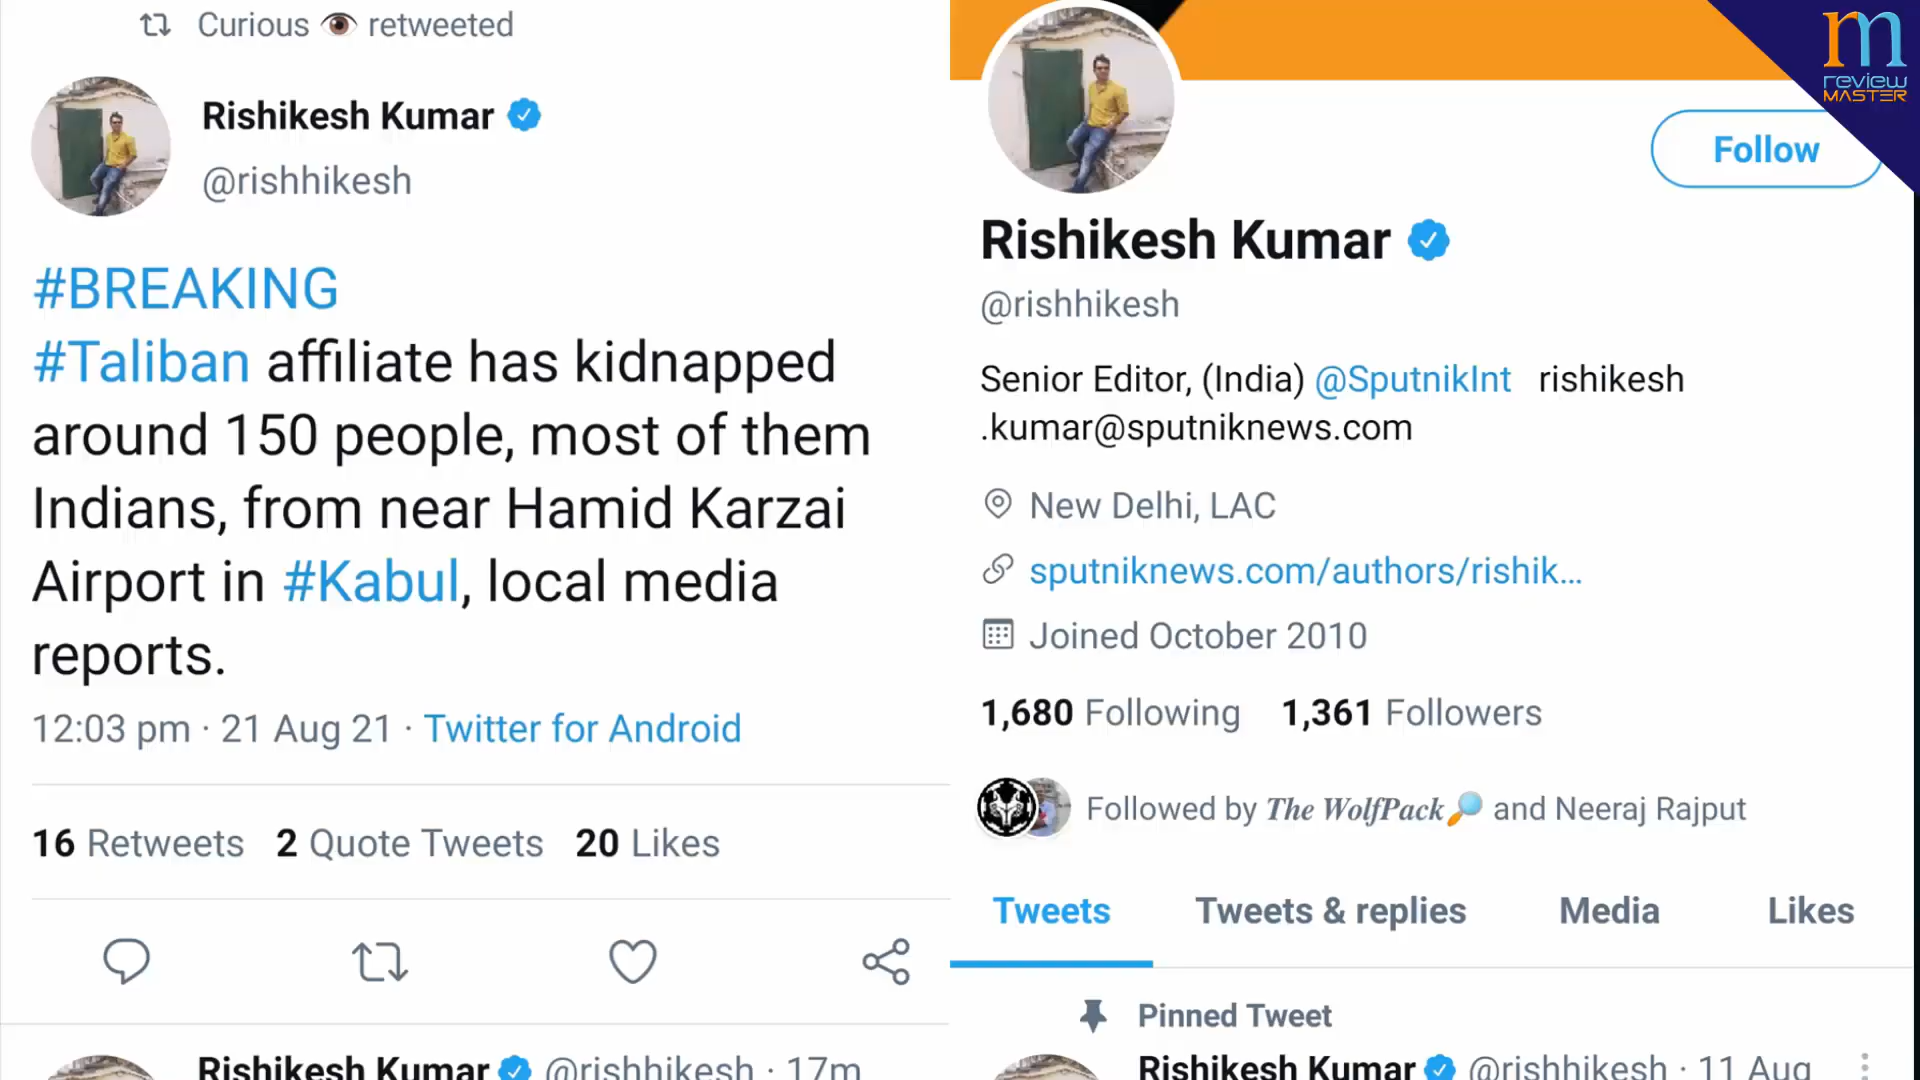 Curious 👁 retweeted
Rishikesh Kumar
@rishhikesh
#BREAKING
#Taliban affiliate has kidnapped
around 150 people, most of them
Indians, from near Hamid Karzai
Airport in #Kabul, local media
reports.
12:03 pm · 21 Aug 21 · Twitter for Android
16 Retweets 2 Quote Tweets 20 Likes
Rishikesh Kumar @rishhikesh · 17m
m
review
MASTER
Follow
Rishikesh Kumar
@rishhikesh
Senior Editor, (India) @SputnikInt rishikesh
.kumar@sputniknews.com
New Delhi, LAC
sputniknews.com/authors/rishik...
Joined October 2010
1,680 Following 1,361 Followers
Followed by The WolfPack🔎 and Neeraj Rajput
Tweets Tweets & replies Media Likes
Pinned Tweet
Rishikesh Kumar @rishhikesh · 11 Aug